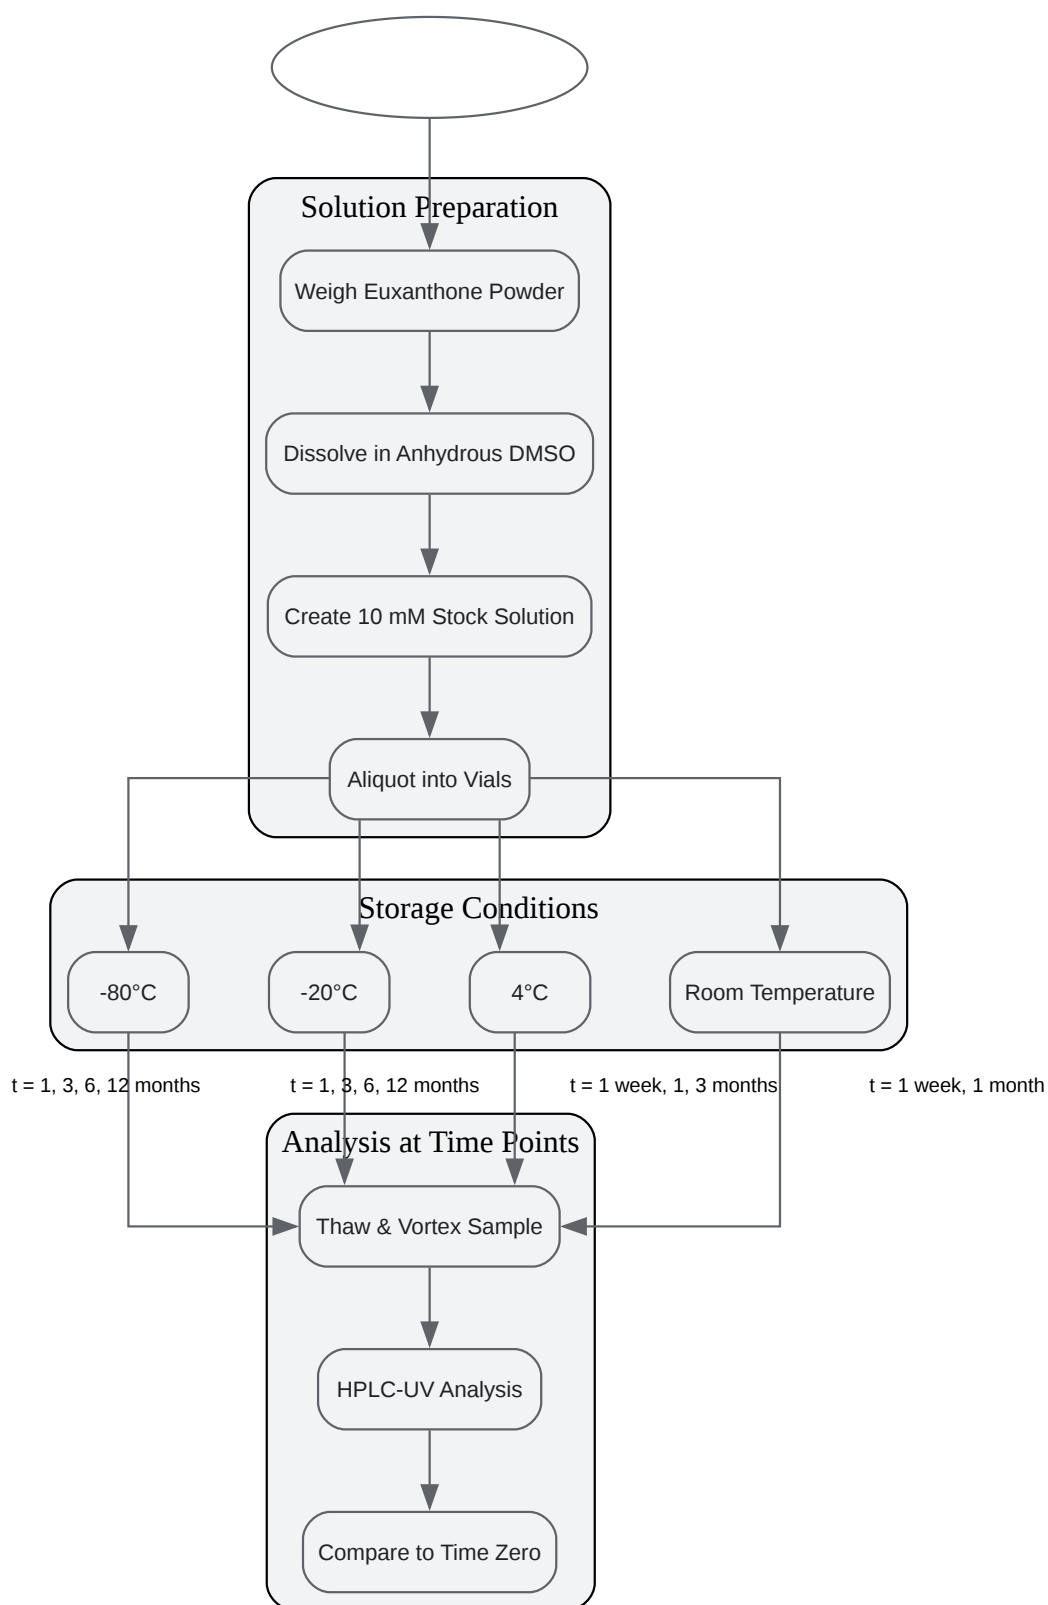 Solution Preparation
Weigh Euxanthone Powder
Dissolve in Anhydrous DMSO
Create 10 mM Stock Solution
Aliquot into Vials
Storage Conditions
-80°C
-20°C
4°C
Room Temperature
t = 1, 3, 6, 12 months
t = 1, 3, 6, 12 months
t = 1 week, 1, 3 months
t = 1 week, 1 month
Analysis at Time Points
Thaw & Vortex Sample
HPLC-UV Analysis
Compare to Time Zero